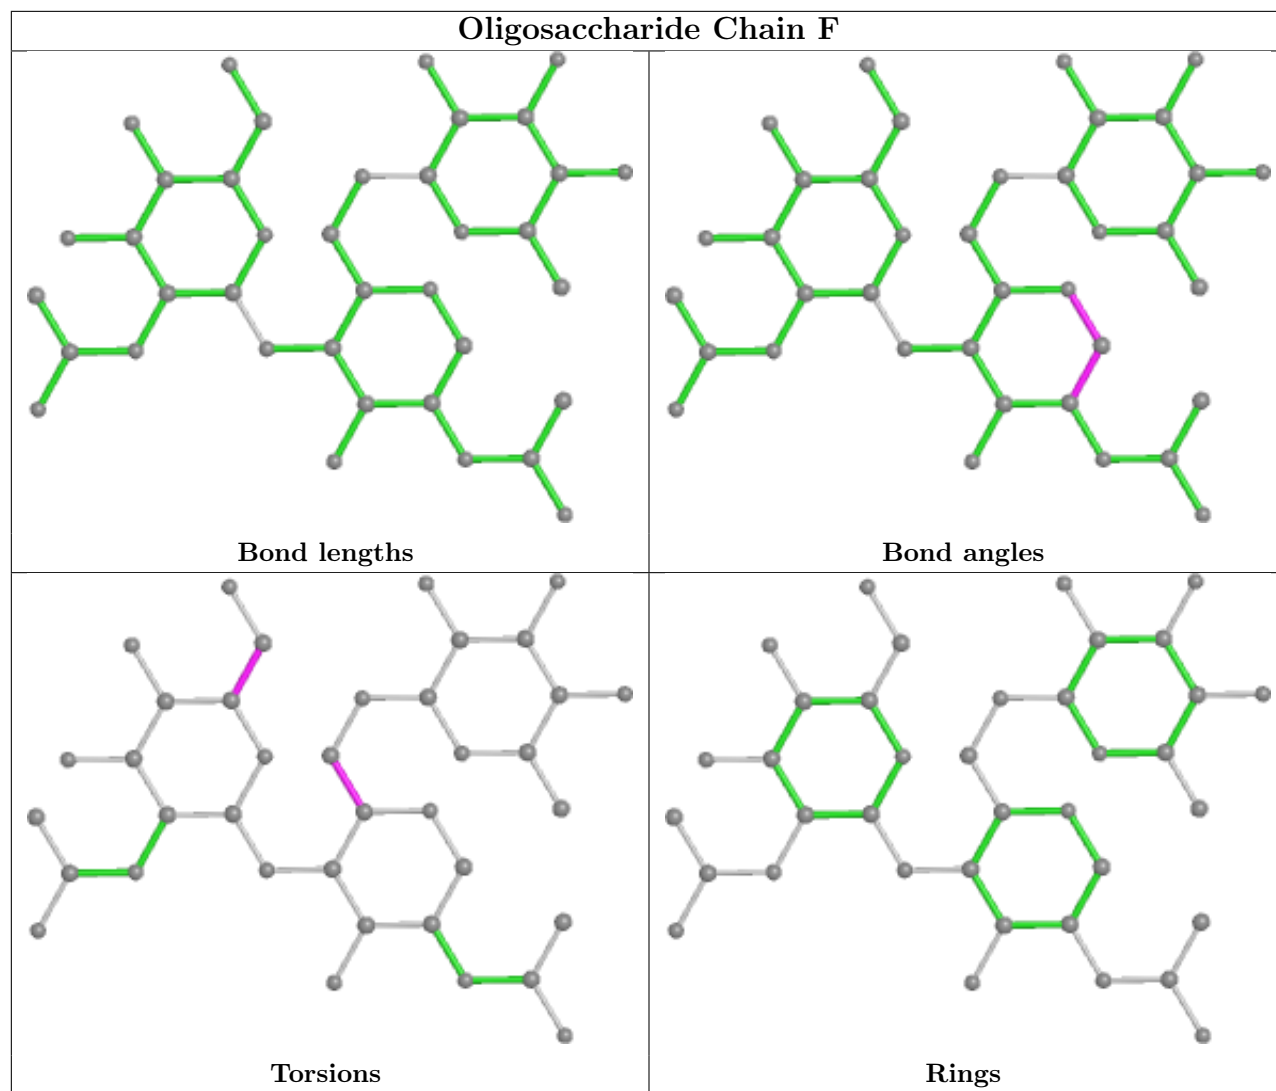 Oligosaccharide Chain F
Bond lengths
Bond angles
Torsions
Rings